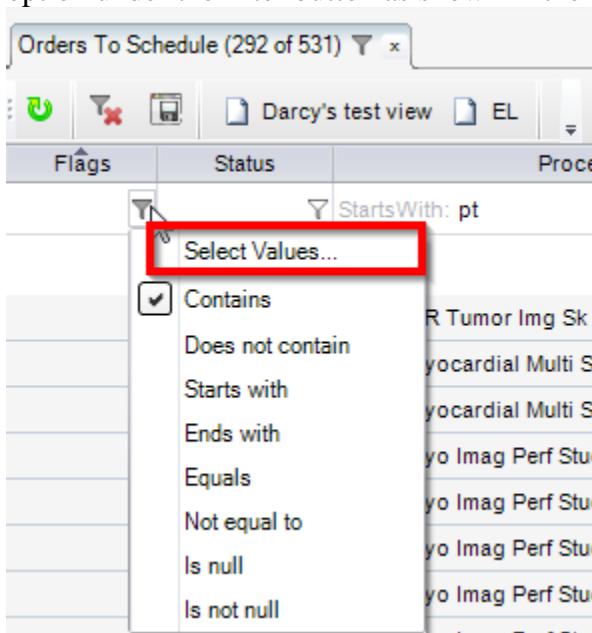 Orders To Schedule (292 of 531)
Darcy's test view EL
Flags Status Proce
StartsWith: pt
Select Values...
Contains
R Tumor Img Sk
Does not contain
yocardial Multi S
Starts with
yocardial Multi S
Ends with
yo Imag Perf Stu
Equals
yo Imag Perf Stu
Not equal to
yo Imag Perf Stu
Is null
yo Imag Perf Stu
Is not null